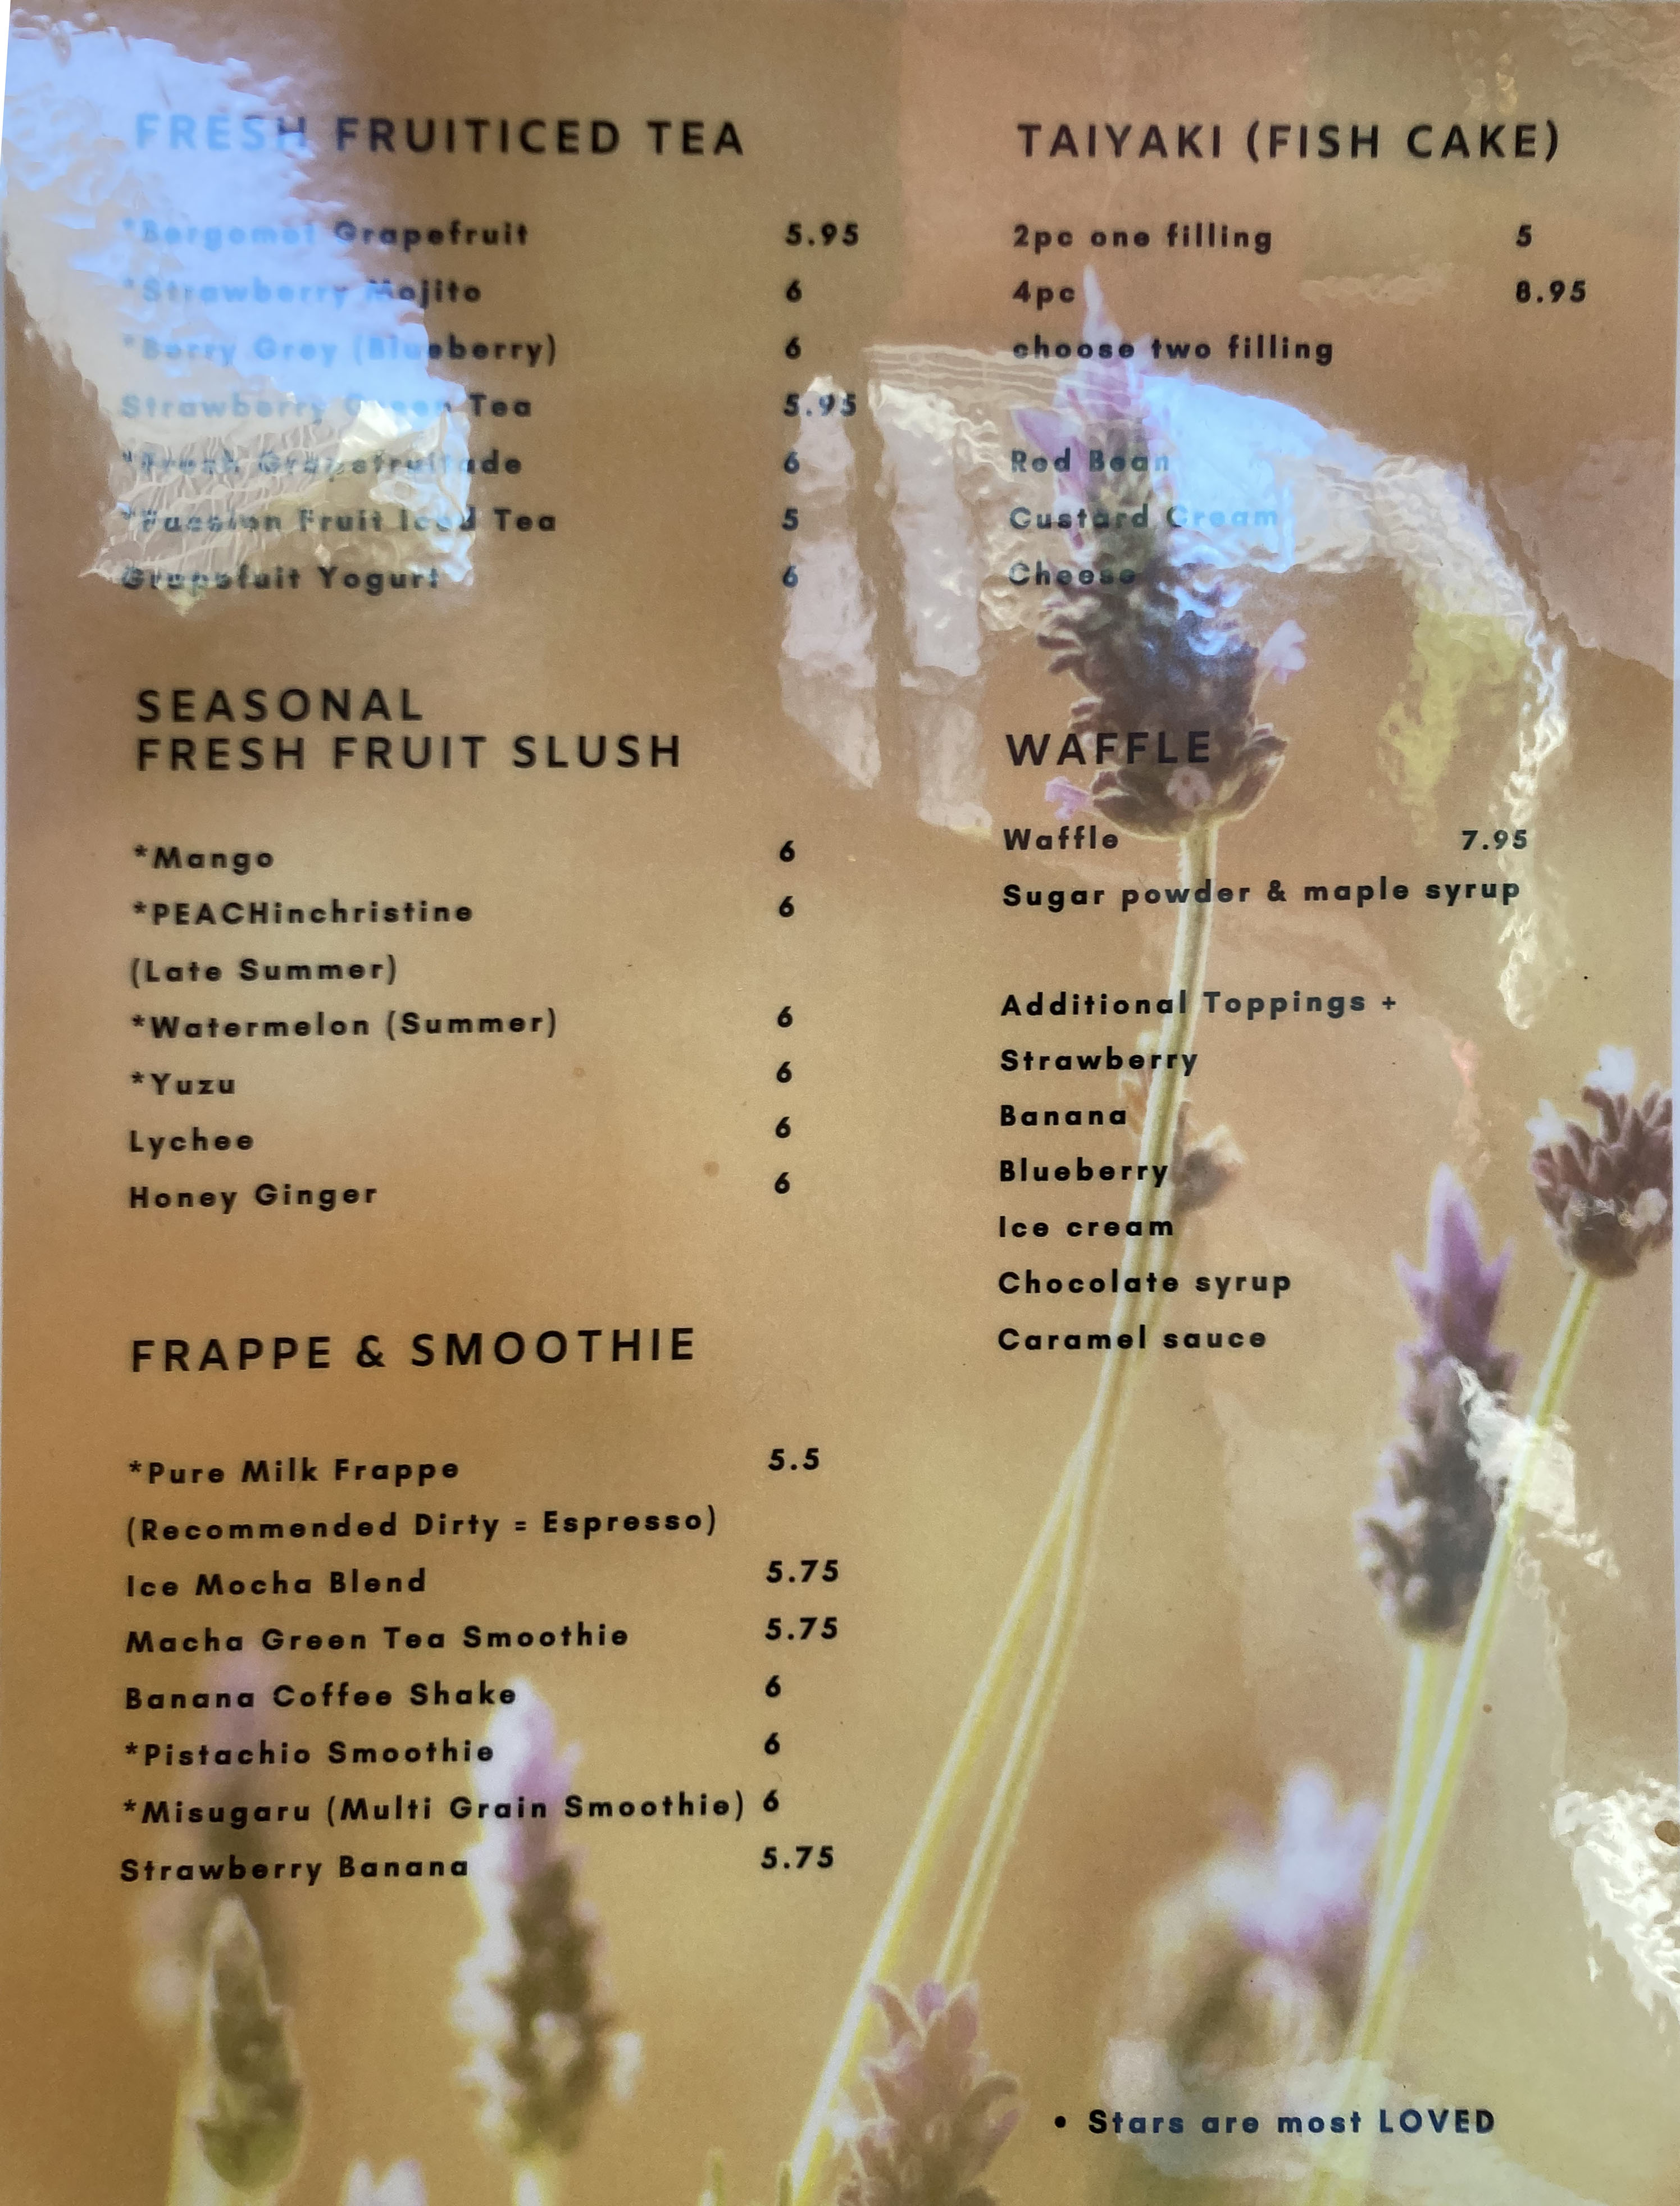 FRESH FRUITICED TEA
*Bergamot Grapefruit 5.95
*Strawberry Mojito 6
*Berry Grey (Blueberry) 6
Strawberry Green Tea 5.95
*Fresh Grapefruitade 6
*Passion Fruit Iced Tea 5
Grapefuit Yogurt 6
SEASONAL
FRESH FRUIT SLUSH
*Mango 6
*PEACHinchristine 6
(Late Summer)
*Watermelon (Summer) 6
*Yuzu 6
Lychee 6
Honey Ginger 6
FRAPPE & SMOOTHIE
*Pure Milk Frappe 5.5
(Recommended Dirty = Espresso)
Ice Mocha Blend 5.75
Macha Green Tea Smoothie 5.75
Banana Coffee Shake 6
*Pistachio Smoothie 6
*Misugaru (Multi Grain Smoothie) 6
Strawberry Banana 5.75
TAIYAKI (FISH CAKE)
2pc one filling 5
4pc 8.95
choose two filling
Red Bean
Custard Cream
Cheese
WAFFLE
Waffle 7.95
Sugar powder & maple syrup
Additional Toppings +
Strawberry
Banana
Blueberry
Ice cream
Chocolate syrup
Caramel sauce
• Stars are most LOVED